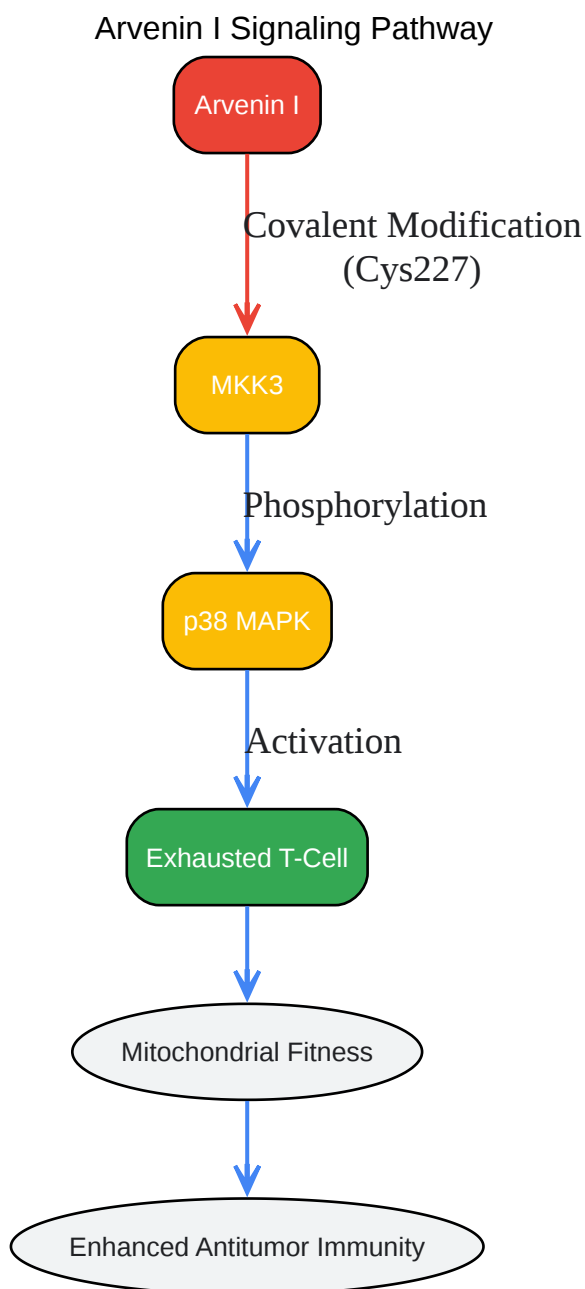 Arvenin I Signaling Pathway
Arvenin I
Covalent Modification
(Cys227)
MKK3
Phosphorylation
p38 MAPK
Activation
Exhausted T-Cell
Mitochondrial Fitness
Enhanced Antitumor Immunity